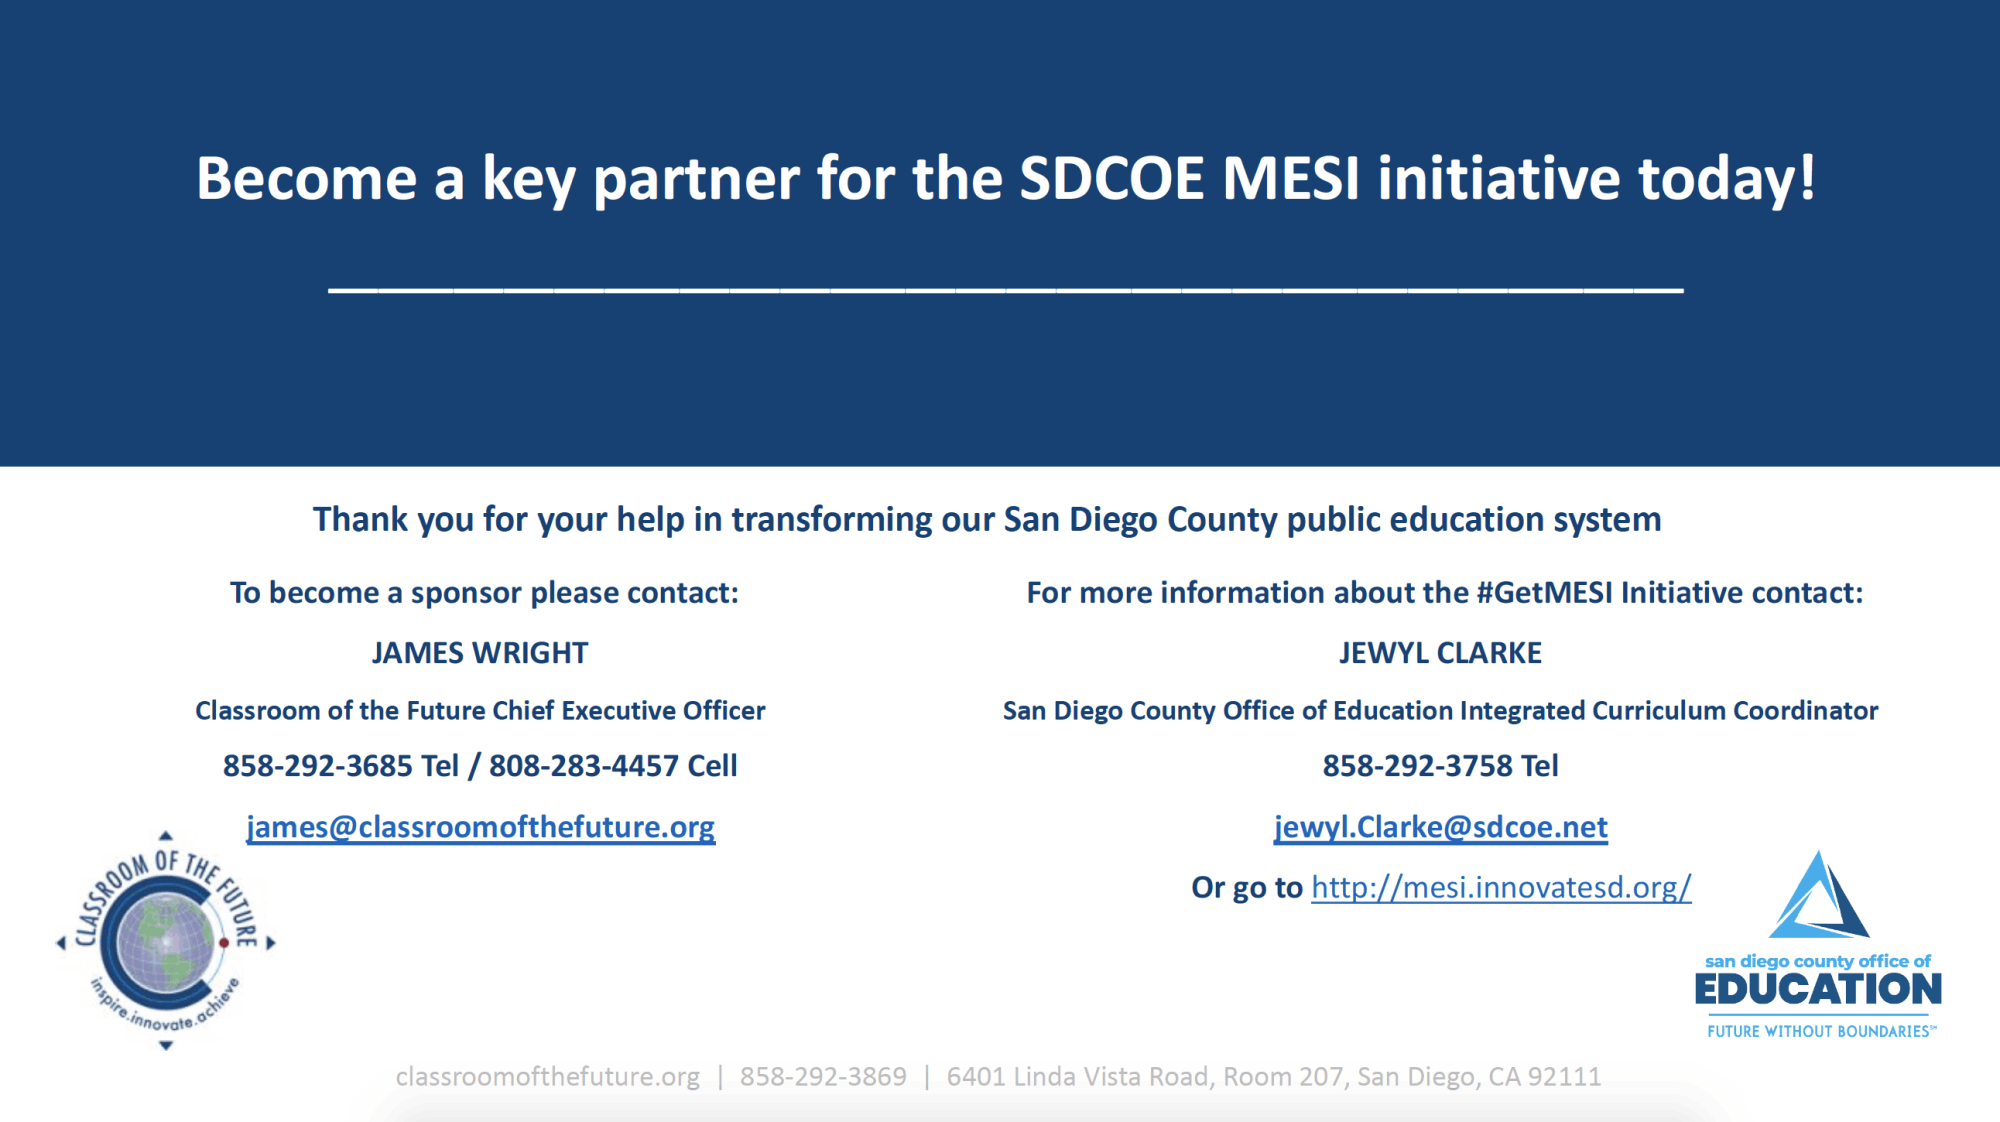 Become a key partner for the SDCOE MESI initiative today!
Thank you for your help in transforming our San Diego County public education system
To become a sponsor please contact:
JAMES WRIGHT
Classroom of the Future Chief Executive Officer
858-292-3685 Tel / 808-283-4457 Cell
james@classroomofthefuture.org
For more information about the #GetMESI Initiative contact:
JEWYL CLARKE
San Diego County Office of Education Integrated Curriculum Coordinator
858-292-3758 Tel
jewyl.Clarke@sdcoe.net
Or go to http://mesi.innovatesd.org/
CLASSROOM OF THE FUTURE
inspire.innovate.achieve
san diego county office of
EDUCATION
FUTURE WITHOUT BOUNDARIES℠
classroomofthefuture.org | 858-292-3869 | 6401 Linda Vista Road, Room 207, San Diego, CA 92111